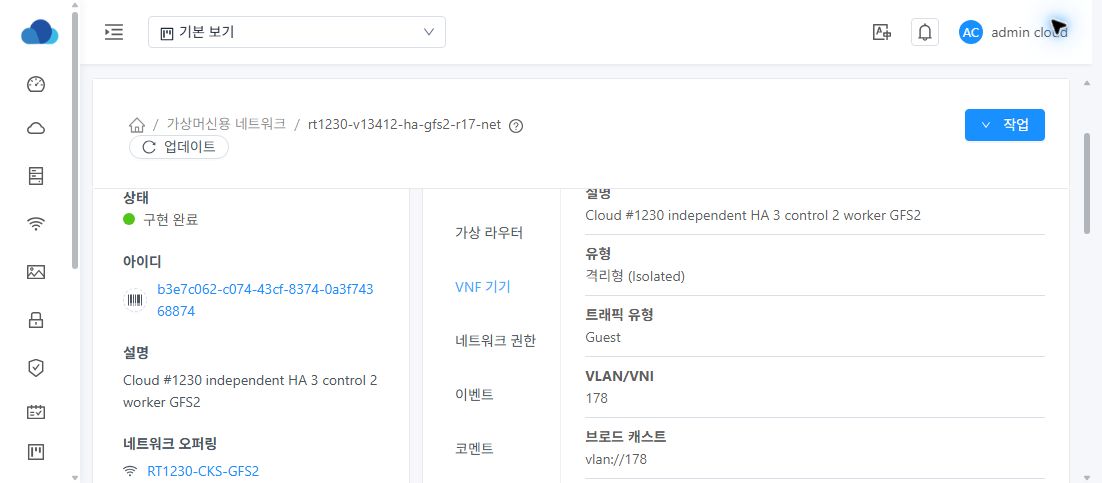 기본 보기
AC admin cloud
/ 가상머신용 네트워크 / rt1230-v13412-ha-gfs2-r17-net
업데이트
작업
상태
구현 완료
아이디
b3e7c062-c074-43cf-8374-0a3f743
68874
설명
Cloud #1230 independent HA 3 control 2
worker GFS2
네트워크 오퍼링
RT1230-CKS-GFS2
가상 라우터
VNF 기기
네트워크 권한
이벤트
코멘트
설명
Cloud #1230 independent HA 3 control 2 worker GFS2
유형
격리형 (Isolated)
트래픽 유형
Guest
VLAN/VNI
178
브로드 캐스트
vlan://178